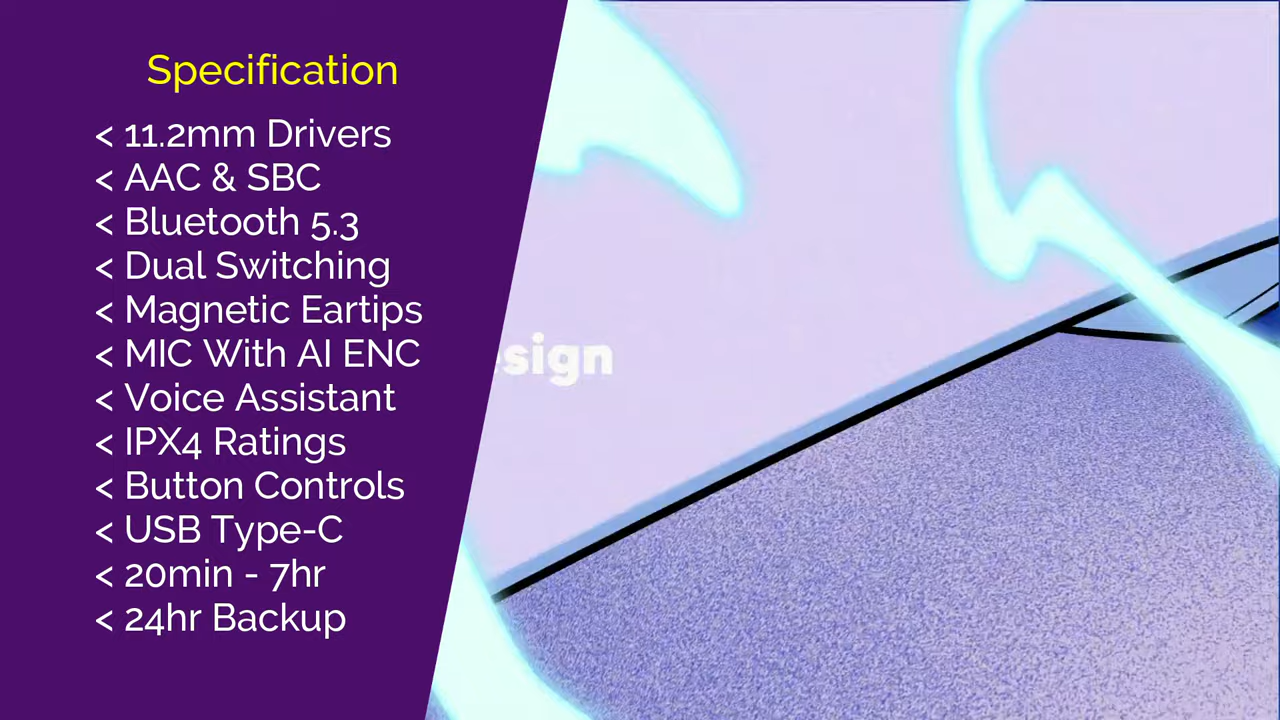 Specification
< 11.2mm Drivers
< AAC & SBC
< Bluetooth 5.3
< Dual Switching
< Magnetic Eartips
< MIC With AI ENC
< Voice Assistant
< IPX4 Ratings
< Button Controls
< USB Type-C
< 20min - 7hr
< 24hr Backup